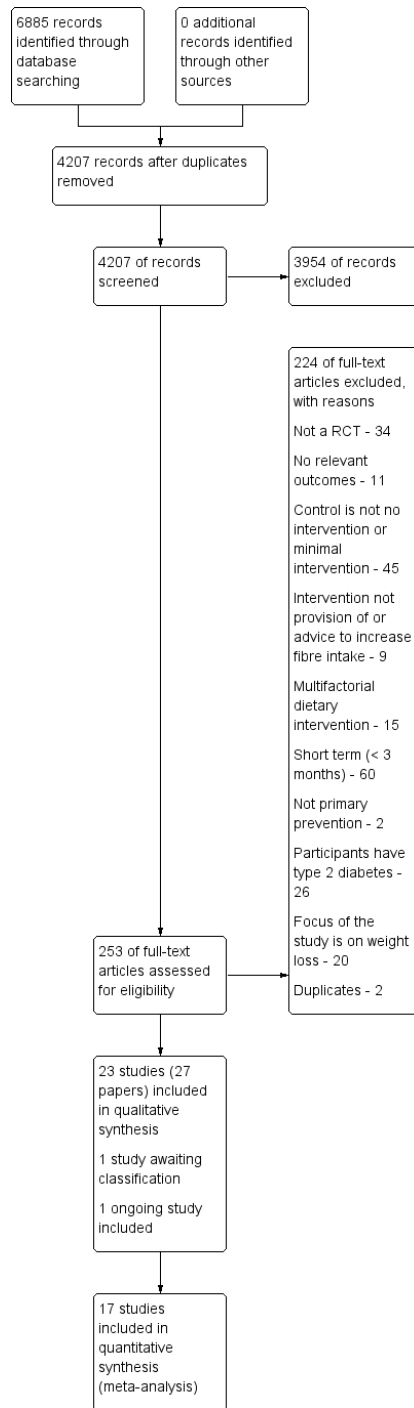 6885 records
identified through
database
searching
0 additional
records identified
through other
sources
4207 records after duplicates
removed
4207 of records
screened
3954 of records
excluded
224 of full-text
articles excluded,
with reasons
Not a RCT - 34
No relevant
outcomes - 11
Control is not no
intervention or
minimal
intervention - 45
Intervention not
provision of or
advice to increase
fibre intake - 9
Multifactorial
dietary
intervention - 15
Short term (< 3
months) - 60
Not primary
prevention - 2
Participants have
type 2 diabetes -
26
Focus of the
study is on weight
loss - 20
Duplicates - 2
253 of full-text
articles assessed
for eligibility
23 studies (27
papers) included
in qualitative
synthesis
1 study awaiting
classification
1 ongoing study
included
17 studies
included in
quantitative
synthesis
(meta-analysis)